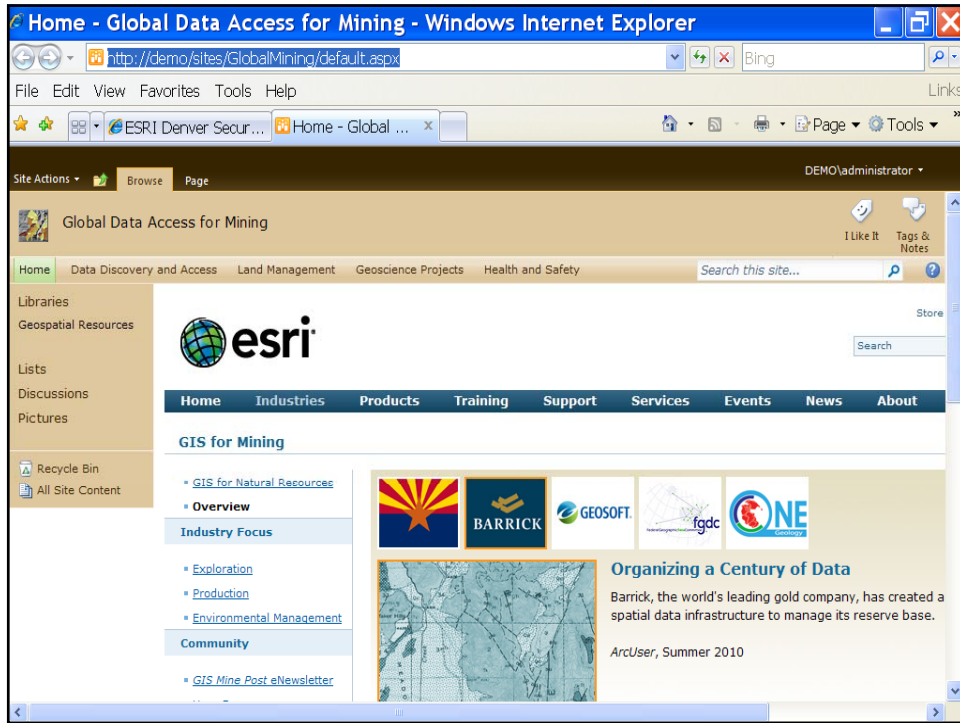 Home - Global Data Access for Mining - Windows Internet Explorer
http://demo/sites/GlobalMining/default.aspx
Bing
File Edit View Favorites Tools Help
Links
ESRI Denver Secur... Home - Global ... x
Page Tools »
Site Actions Browse Page DEMO\administrator
Global Data Access for Mining
I Like It Tags & Notes
Home Data Discovery and Access Land Management Geoscience Projects Health and Safety Search this site...
Libraries
Geospatial Resources
Lists
Discussions
Pictures
Recycle Bin
All Site Content
esri
Store
Search
Home Industries Products Training Support Services Events News About
GIS for Mining
GIS for Natural Resources
Overview
Industry Focus
Exploration
Production
Environmental Management
Community
GIS Mine Post eNewsletter
BARRICK
GEOSOFT.
fgdc
ONE
Geology
Organizing a Century of Data
Barrick, the world's leading gold company, has created a
spatial data infrastructure to manage its reserve base.
ArcUser, Summer 2010